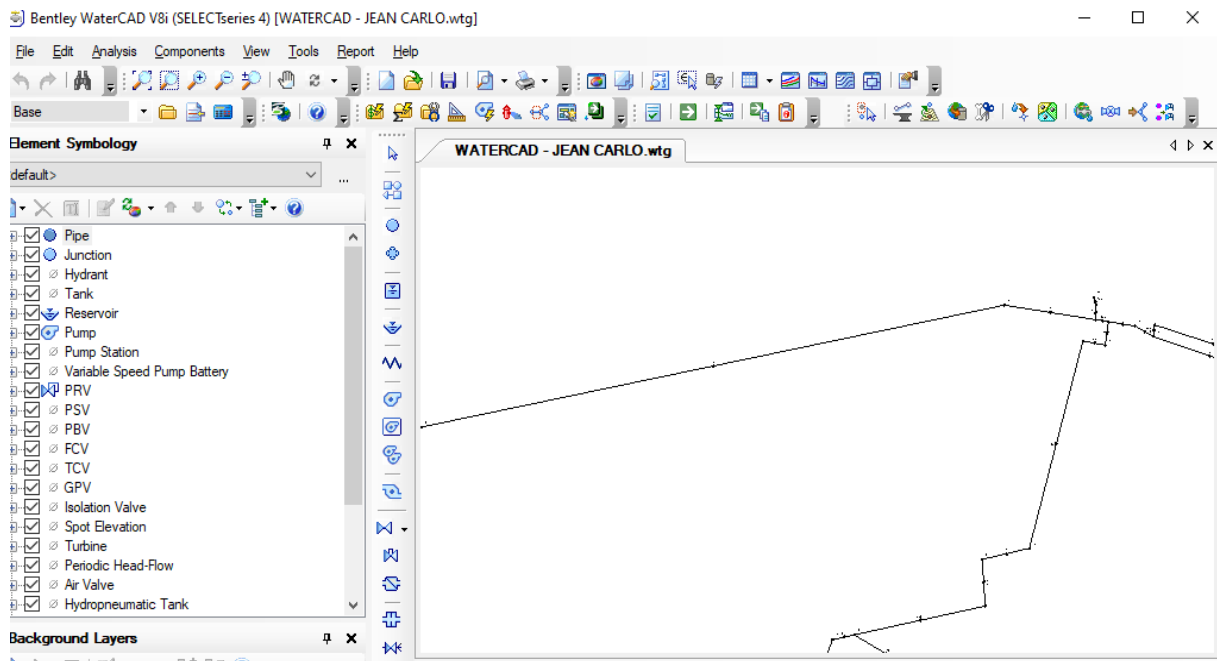 Bentley WaterCAD V8i (SELECTseries 4) [WATERCAD - JEAN CARLO.wtg]
File Edit Analysis Components View Tools Report Help
Base
Element Symbology
default>
...
Pipe
Junction
Hydrant
Tank
Reservoir
Pump
Pump Station
Variable Speed Pump Battery
PRV
PSV
PBV
FCV
TCV
GPV
Isolation Valve
Spot Elevation
Turbine
Periodic Head-Flow
Air Valve
Hydropneumatic Tank
Background Layers
WATERCAD - JEAN CARLO.wtg